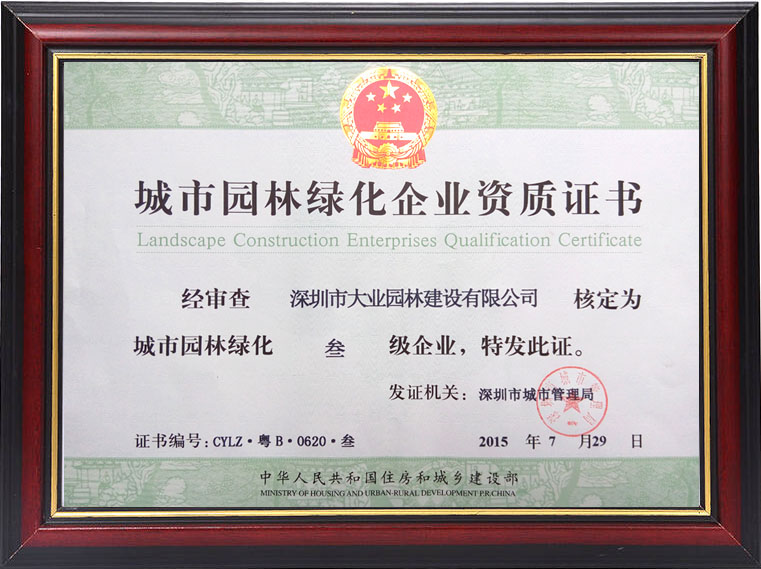 城市园林绿化企业资质证书
Landscape Construction Enterprises Qualification Certificate
经审查 深圳市大业园林建设有限公司 核定为
城市园林绿化 叁 级企业，特发此证。
发证机关：深圳市城市管理局
证书编号：CYLZ·粤B·0620·叁 2015 年 7 月 29 日
中华人民共和国住房和城乡建设部
MINISTRY OF HOUSING AND URBAN-RURAL DEVELOPMENT P.R.CHINA